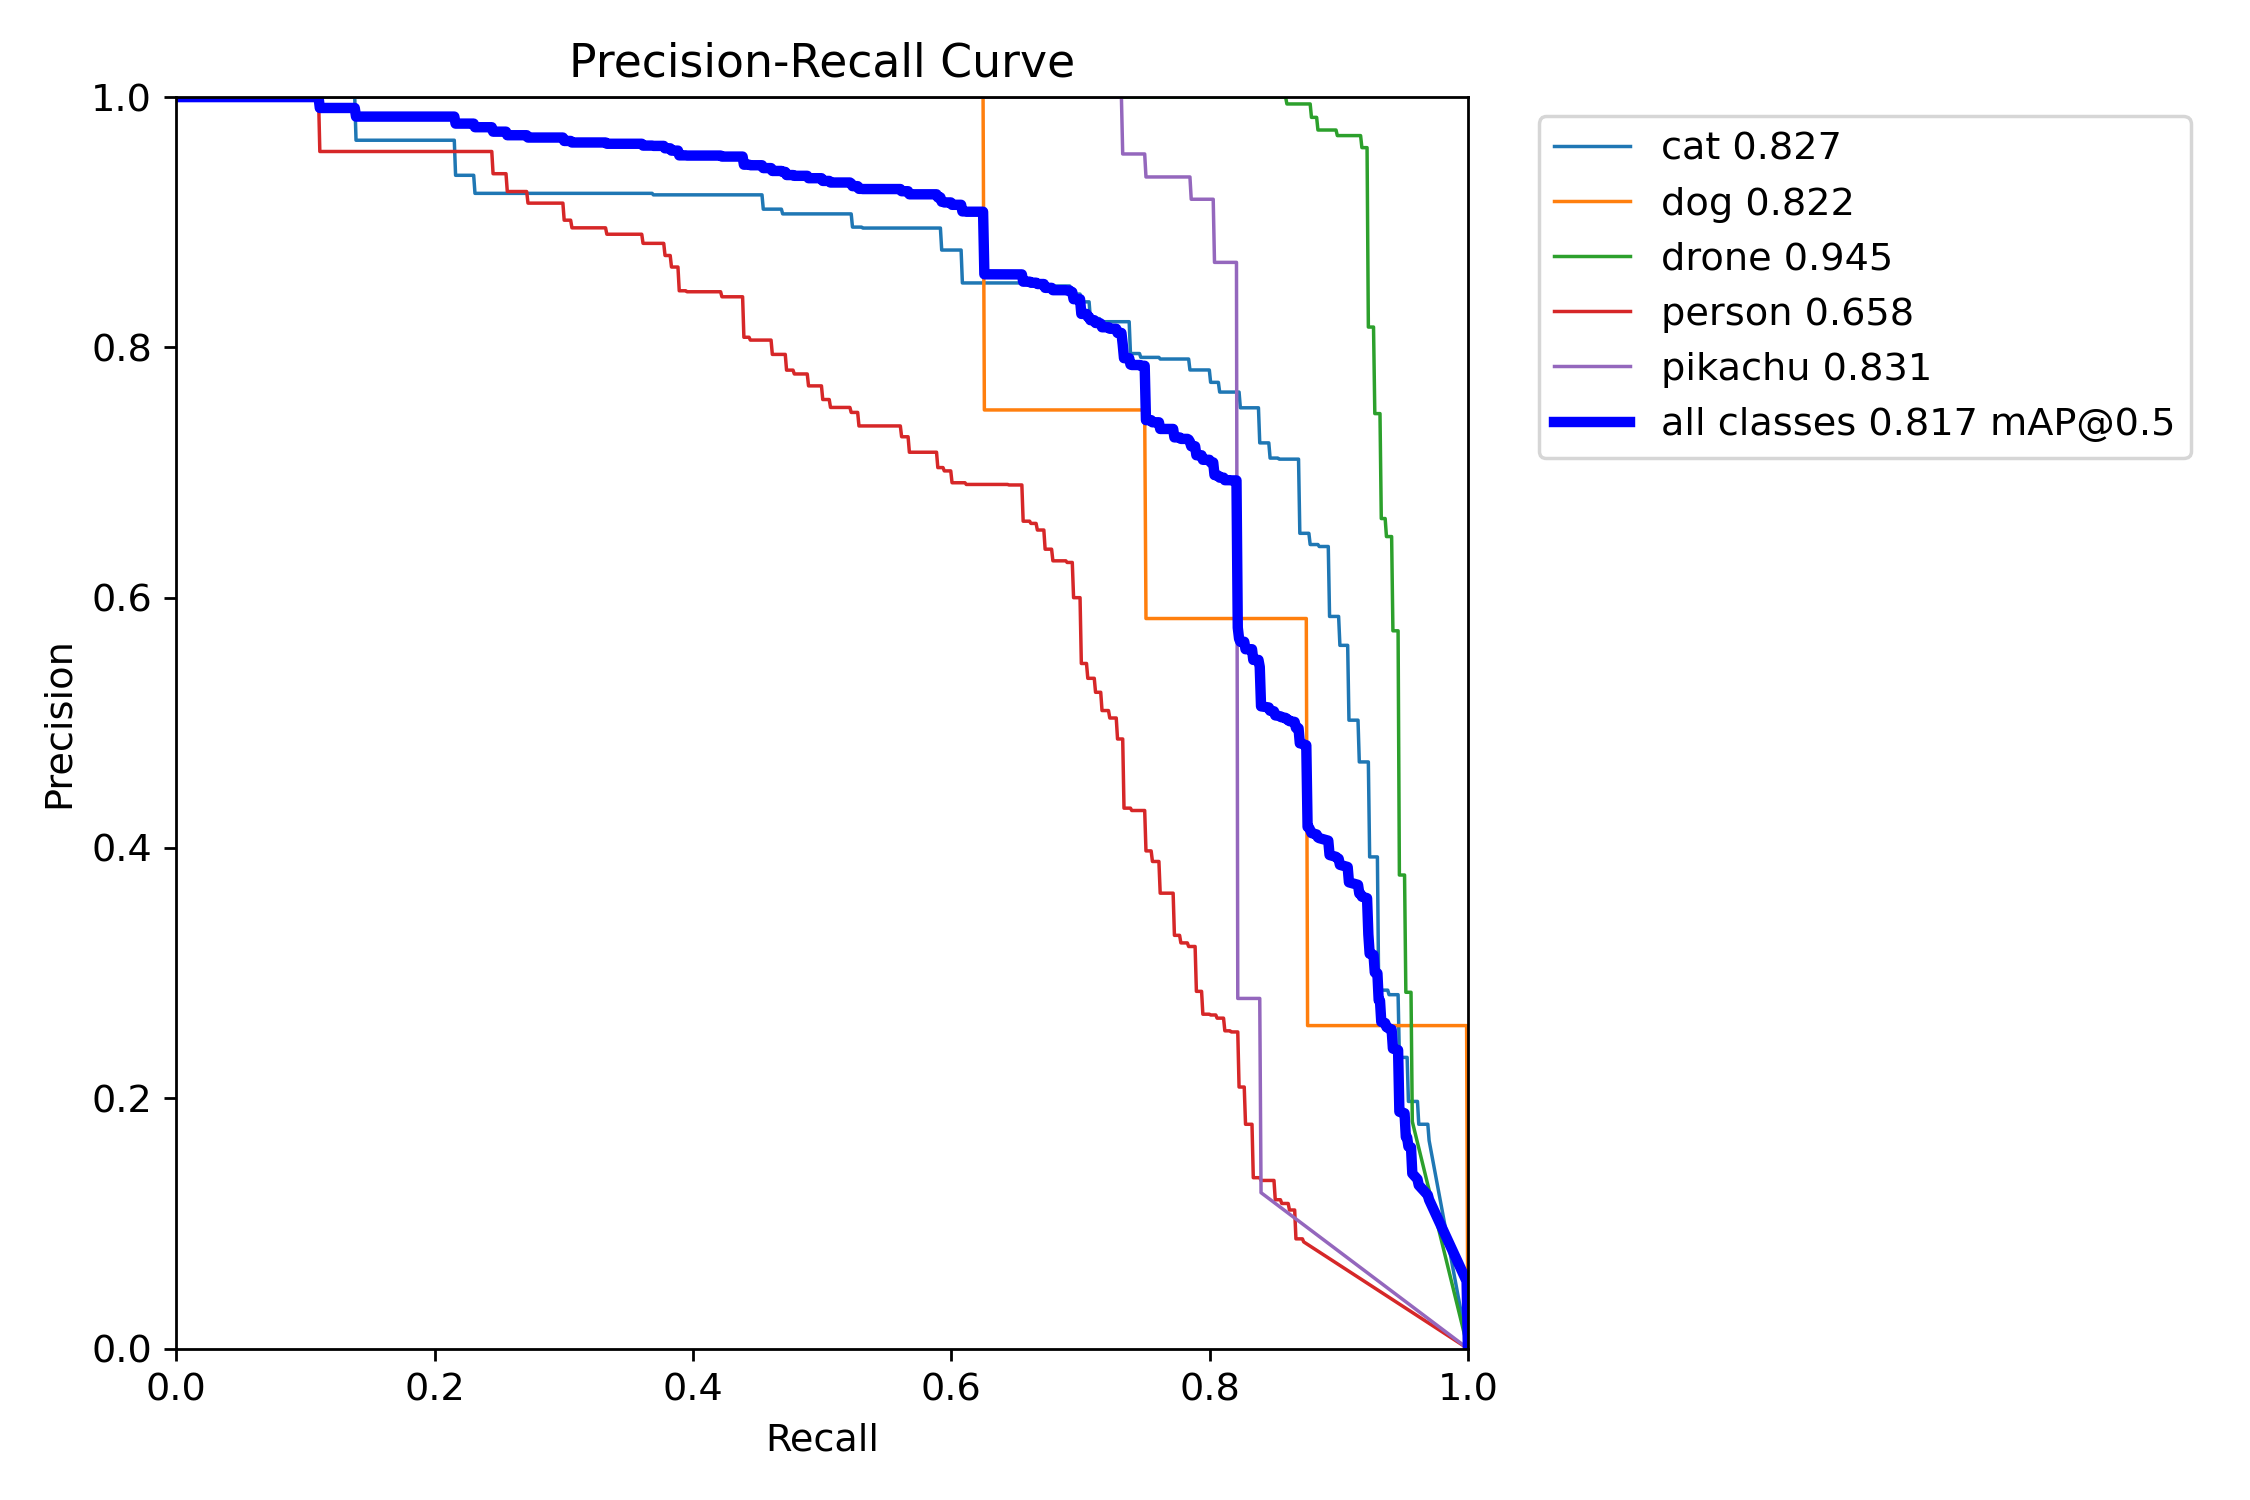 Precision-Recall Curve
1.0
0.8
0.6
0.4
0.2
0.0
Precision
0.0 0.2 0.4 0.6 0.8 1.0
Recall
cat 0.827
dog 0.822
drone 0.945
person 0.658
pikachu 0.831
all classes 0.817 mAP@0.5